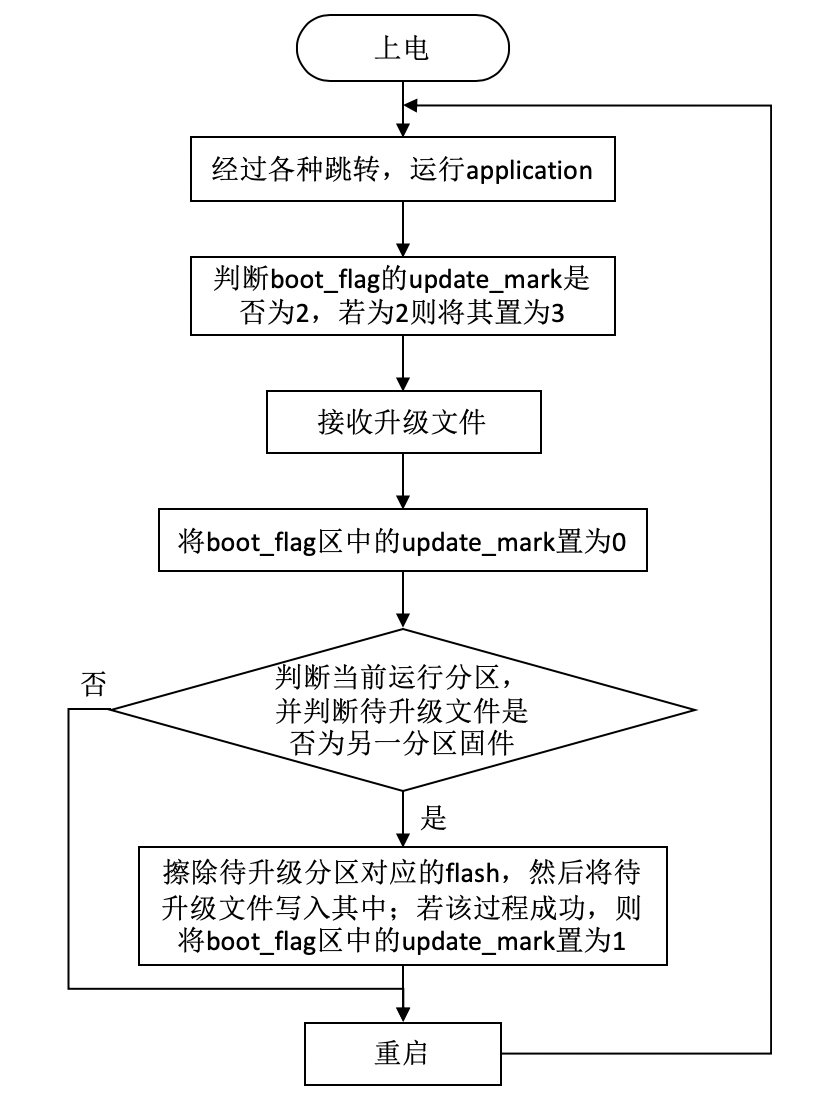 上电
经过各种跳转，运行application
判断boot_flag的update_mark是
否为2，若为2则将其置为3
接收升级文件
将boot_flag区中的update_mark置为0
判断当前运行分区，
并判断待升级文件是
否为另一分区固件
否
是
擦除待升级分区对应的flash，然后将待
升级文件写入其中；若该过程成功，则
将boot_flag区中的update_mark置为1
重启